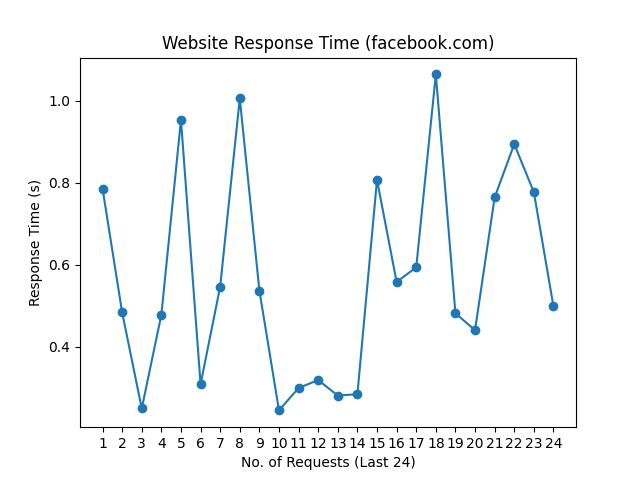 Website Response Time (facebook.com)
Response Time (s)
1.0
0.8
0.6
0.4
1 2 3 4 5 6 7 8 9 10 11 12 13 14 15 16 17 18 19 20 21 22 23 24
No. of Requests (Last 24)